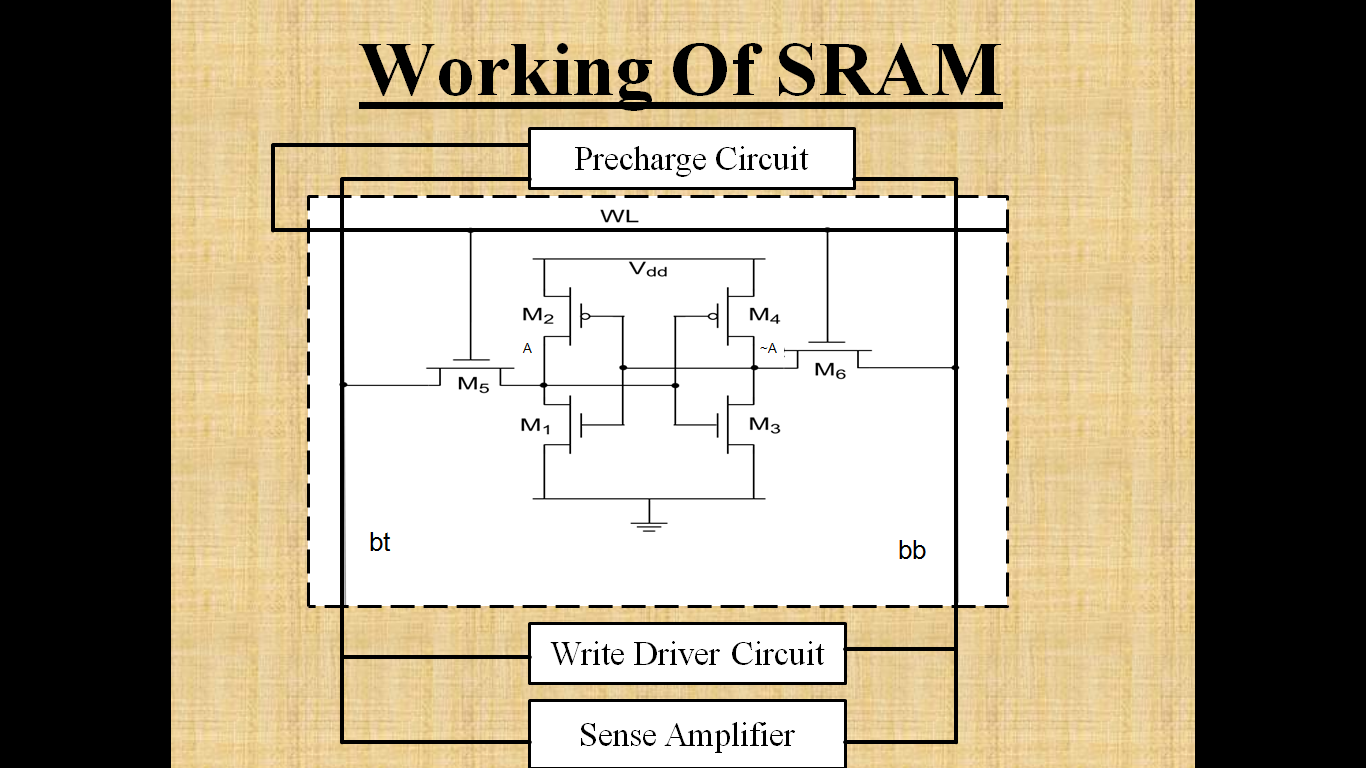 Working Of SRAM
Precharge Circuit
WL
Vdd
M2
M4
A
~A
M5
M6
M1
M3
bt
bb
Write Driver Circuit
Sense Amplifier